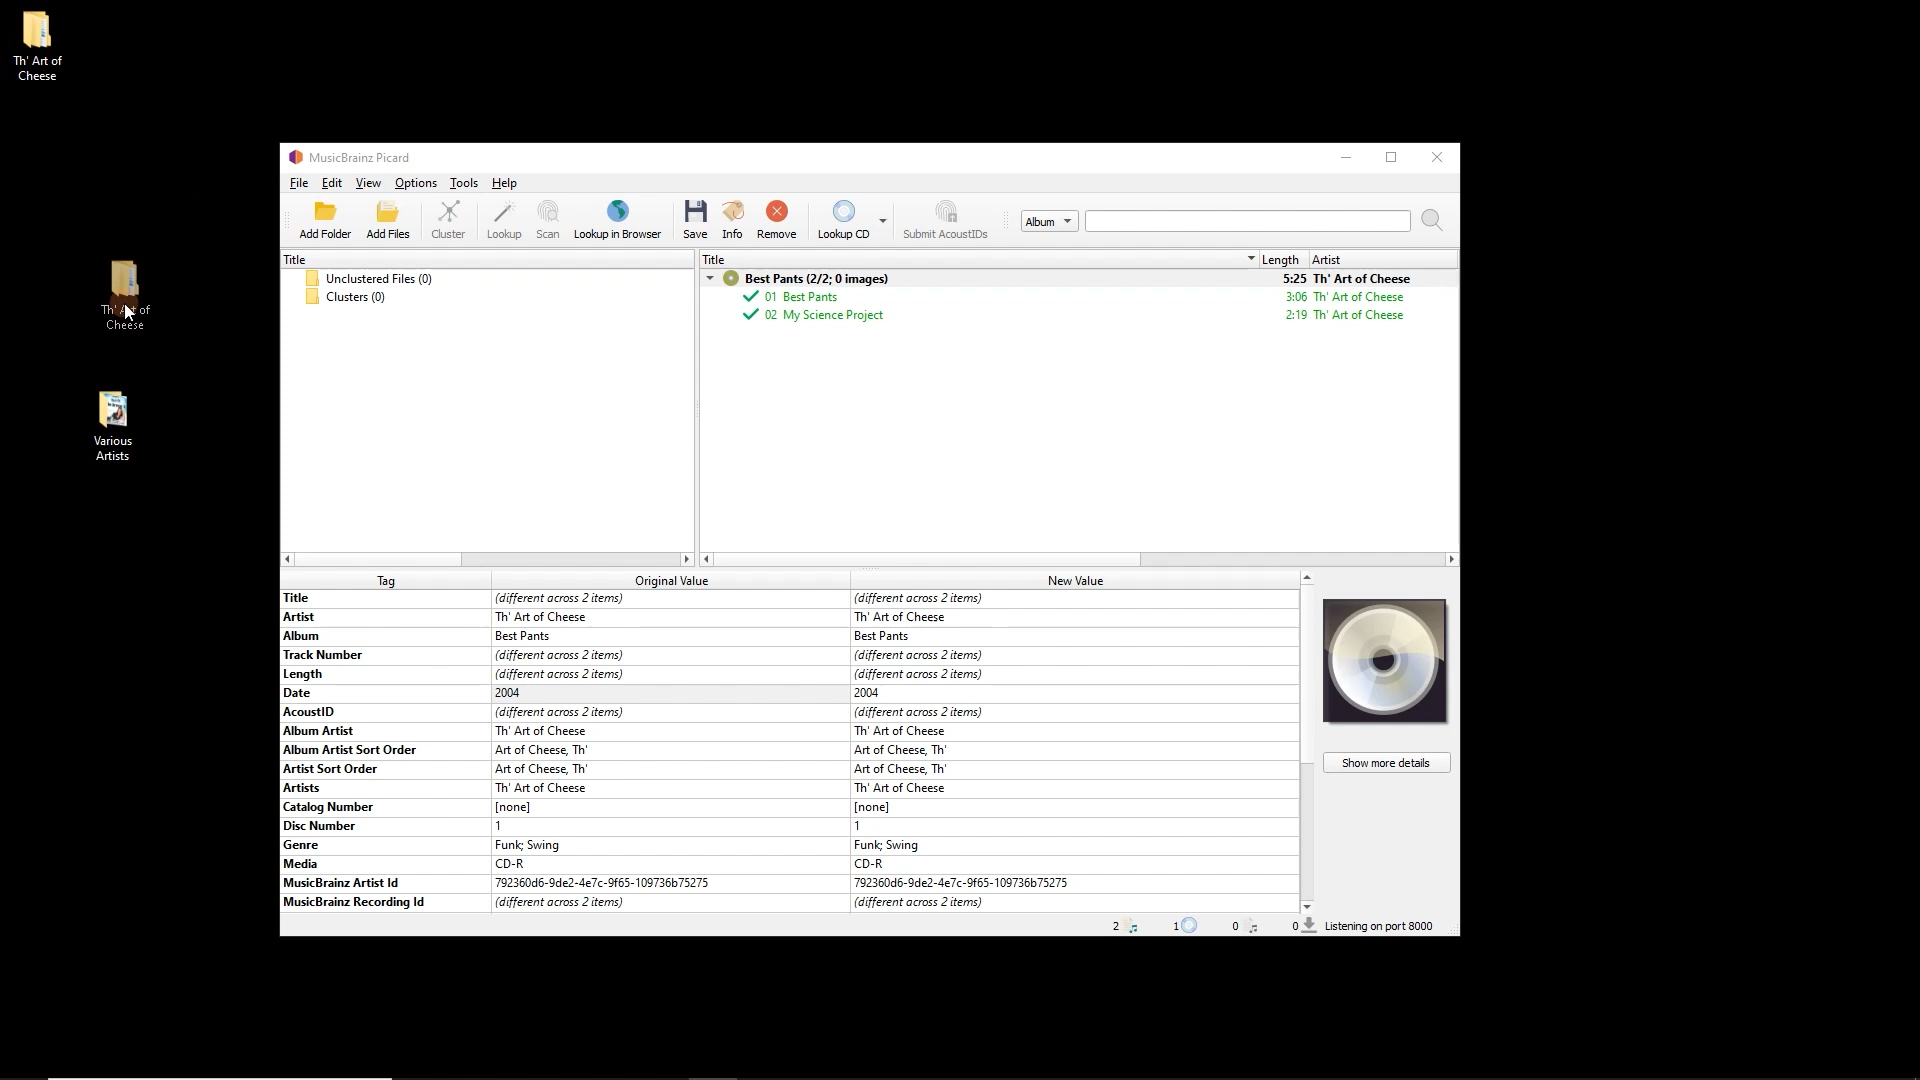 Th' Art of
Cheese
Th' Art of
Cheese
Various
Artists
MusicBrainz Picard
File Edit View Options Tools Help
Add Folder Add Files Cluster Lookup Scan Lookup in Browser Save Info Remove Lookup CD Submit AcoustIDs Album
Title
Unclustered Files (0)
Clusters (0)
Title Length Artist
Best Pants (2/2; 0 images) 5:25 Th' Art of Cheese
01 Best Pants 3:06 Th' Art of Cheese
02 My Science Project 2:19 Th' Art of Cheese
Tag Original Value New Value
Title (different across 2 items) (different across 2 items)
Artist Th' Art of Cheese Th' Art of Cheese
Album Best Pants Best Pants
Track Number (different across 2 items) (different across 2 items)
Length (different across 2 items) (different across 2 items)
Date 2004 2004
AcoustID (different across 2 items) (different across 2 items)
Album Artist Th' Art of Cheese Th' Art of Cheese
Album Artist Sort Order Art of Cheese, Th' Art of Cheese, Th'
Artist Sort Order Art of Cheese, Th' Art of Cheese, Th'
Artists Th' Art of Cheese Th' Art of Cheese
Catalog Number [none] [none]
Disc Number 1 1
Genre Funk; Swing Funk; Swing
Media CD-R CD-R
MusicBrainz Artist Id 792360d6-9de2-4e7c-9f65-109736b75275 792360d6-9de2-4e7c-9f65-109736b75275
MusicBrainz Recording Id (different across 2 items) (different across 2 items)
Show more details
2 1 0 0 Listening on port 8000